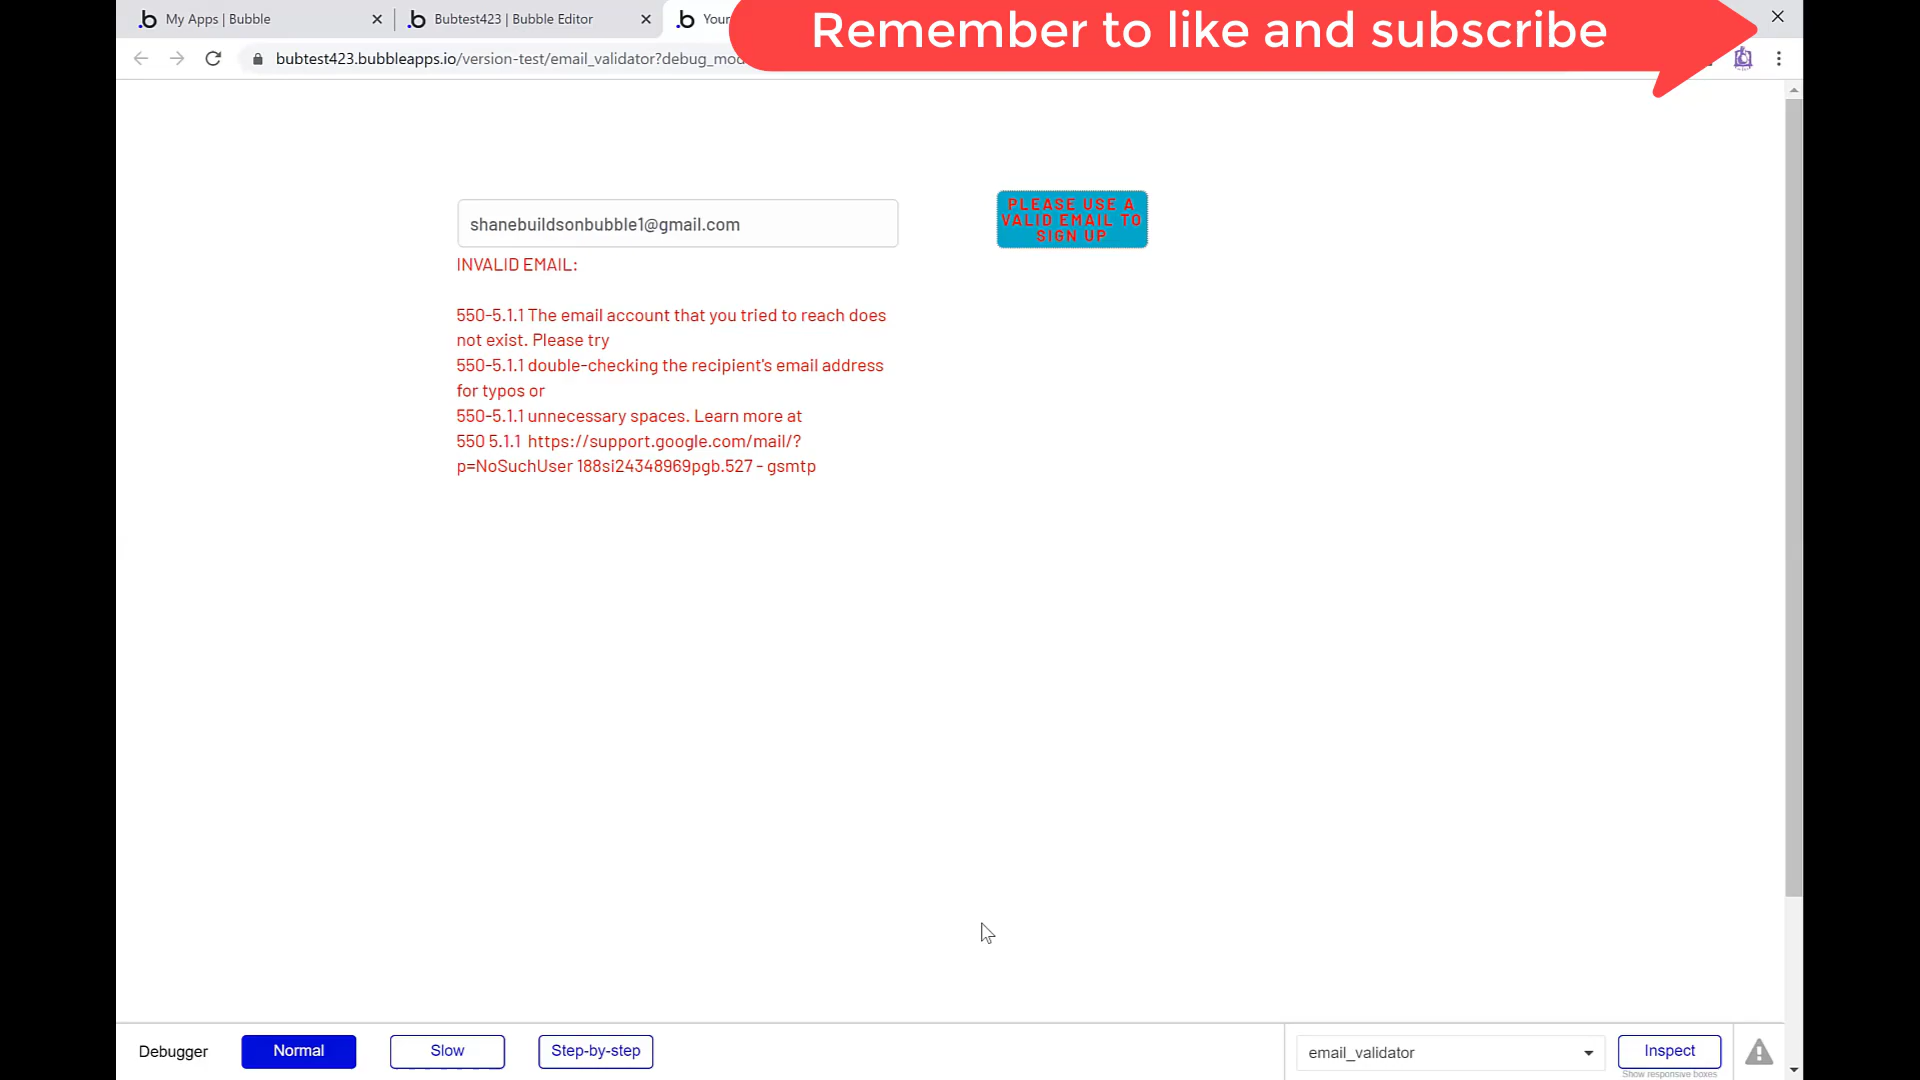 My Apps | Bubble
Bubtest423 | Bubble Editor
Your
Remember to like and subscribe
bubtest423.bubbleapps.io/version-test/email_validator?debug_mod
shanebuildsonbubble1@gmail.com
PLEASE USE A
VALID EMAIL TO
SIGN UP
INVALID EMAIL:
550-5.1.1 The email account that you tried to reach does
not exist. Please try
550-5.1.1 double-checking the recipient's email address
for typos or
550-5.1.1 unnecessary spaces. Learn more at
550 5.1.1  https://support.google.com/mail/?
p=NoSuchUser 188si24348969pgb.527 - gsmtp
Debugger
Normal
Slow
Step-by-step
email_validator
Inspect
Show responsive boxes